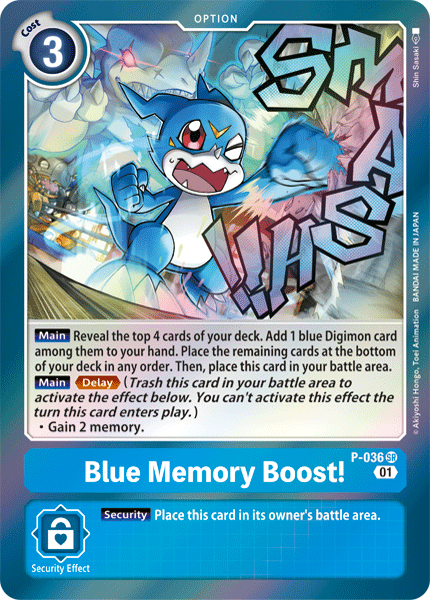 OPTION
Cost
3
Shin Sasaki
SMASH!!
Main Reveal the top 4 cards of your deck. Add 1 blue Digimon card
among them to your hand. Place the remaining cards at the bottom
of your deck in any order. Then, place this card in your battle area.
Main Delay (Trash this card in your battle area to
activate the effect below. You can't activate this effect the
turn this card enters play.)
• Gain 2 memory.
©Akiyoshi Hongo, Toei Animation BANDAI MADE IN JAPAN
P-036 SR
01
Blue Memory Boost!
Security Place this card in its owner's battle area.
Security Effect